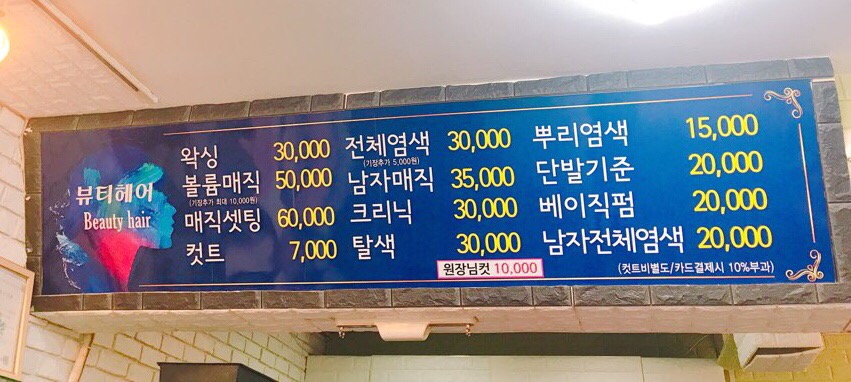 뷰티헤어
Beauty hair
왁싱 30,000
볼륨매직 50,000
(기장추가 최대 10,000원)
매직셋팅 60,000
컷트 7,000
전체염색 30,000
(기장추가 5,000원)
남자매직 35,000
크리닉 30,000
탈색 30,000
원장님컷 10,000
뿌리염색 15,000
단발기준 20,000
베이직펌 20,000
남자전체염색 20,000
(컷트비별도/카드결제시 10%부과)